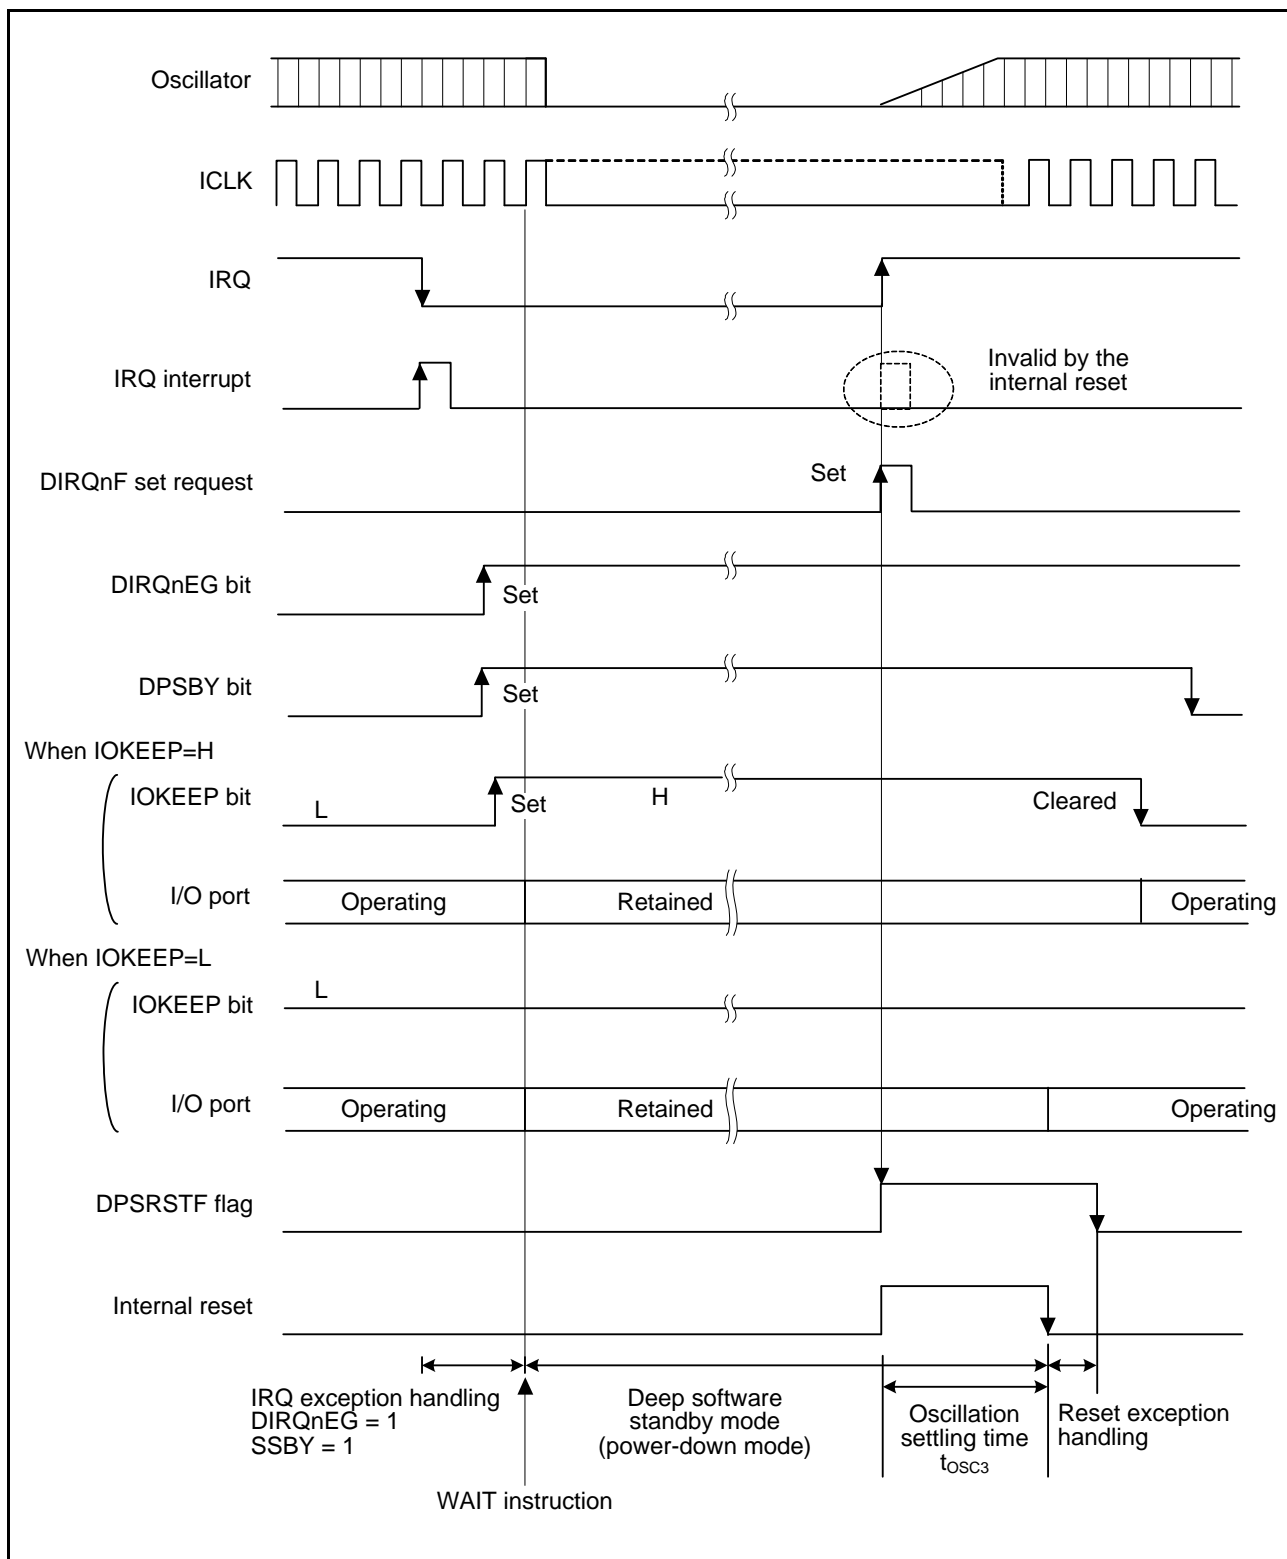 Oscillator
ICLK
IRQ
IRQ interrupt
Invalid by the
internal reset
DIRQnF set request
Set
DIRQnEG bit
Set
DPSBY bit
Set
When IOKEEP=H
IOKEEP bit
L
Set
H
Cleared
I/O port
Operating
Retained
Operating
When IOKEEP=L
IOKEEP bit
L
I/O port
Operating
Retained
Operating
DPSRSTF flag
Internal reset
IRQ exception handling
DIRQnEG = 1
SSBY = 1
Deep software
standby mode
(power-down mode)
Oscillation
settling time
tOSC3
Reset exception
handling
WAIT instruction